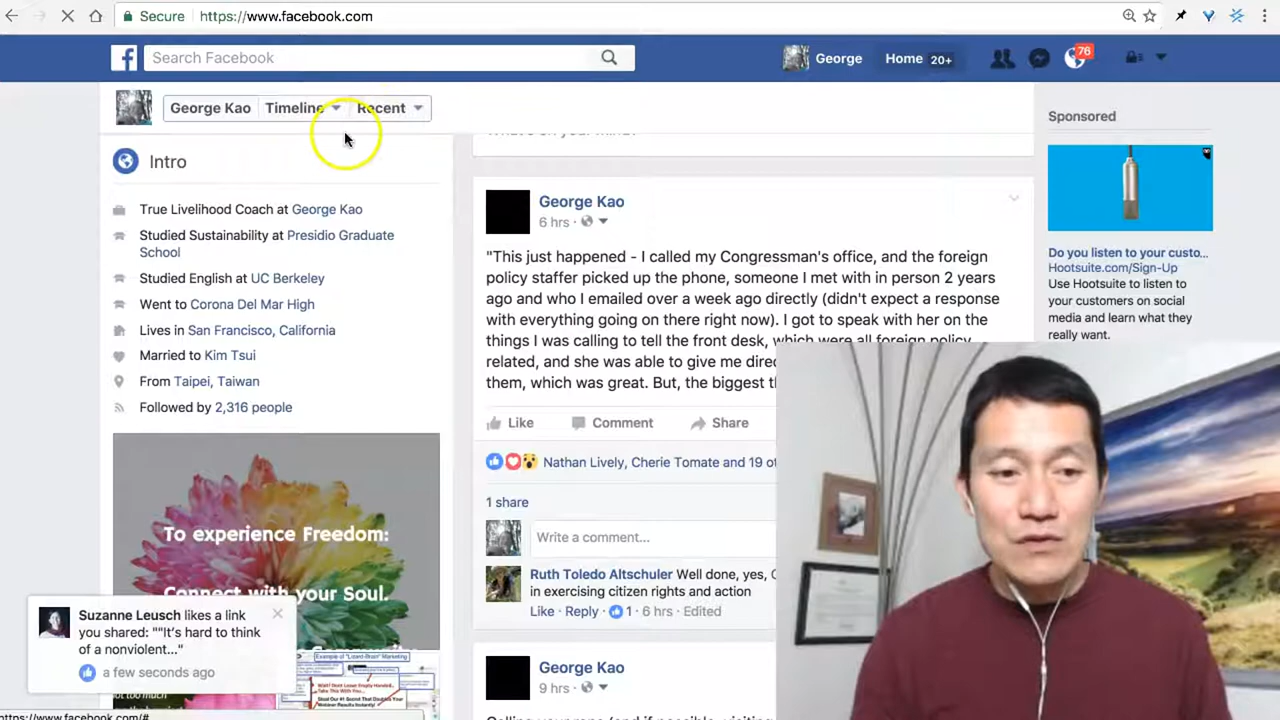 Secure https://www.facebook.com
Search Facebook
George
Home 20+
76
George Kao Timeline Recent
Intro
True Livelihood Coach at George Kao
Studied Sustainability at Presidio Graduate
School
Studied English at UC Berkeley
Went to Corona Del Mar High
Lives in San Francisco, California
Married to Kim Tsui
From Taipei, Taiwan
Followed by 2,316 people
To experience Freedom:
Connect with your Soul.
Suzanne Leusch likes a link
you shared: ""It's hard to think
of a nonviolent..."
a few seconds ago
https://www.facebook.com/#
George Kao
6 hrs
"This just happened - I called my Congressman's office, and the foreign
policy staffer picked up the phone, someone I met with in person 2 years
ago and who I emailed over a week ago directly (didn't expect a response
with everything going on there right now). I got to speak with her on the
things I was calling to tell the front desk, which were all foreign policy
related, and she was able to give me
them, which was great. But, the biggest
Like Comment Share
Nathan Lively, Cherie Tomate and 19
1 share
Write a comment...
Ruth Toledo Altschuler Well done, yes,
in exercising citizen rights and action
Like · Reply · 1 · 6 hrs · Edited
George Kao
9 hrs
Sponsored
Do you listen to your custo...
Hootsuite.com/Sign-Up
Use Hootsuite to listen to
your customers on social
media and learn what they
really want.